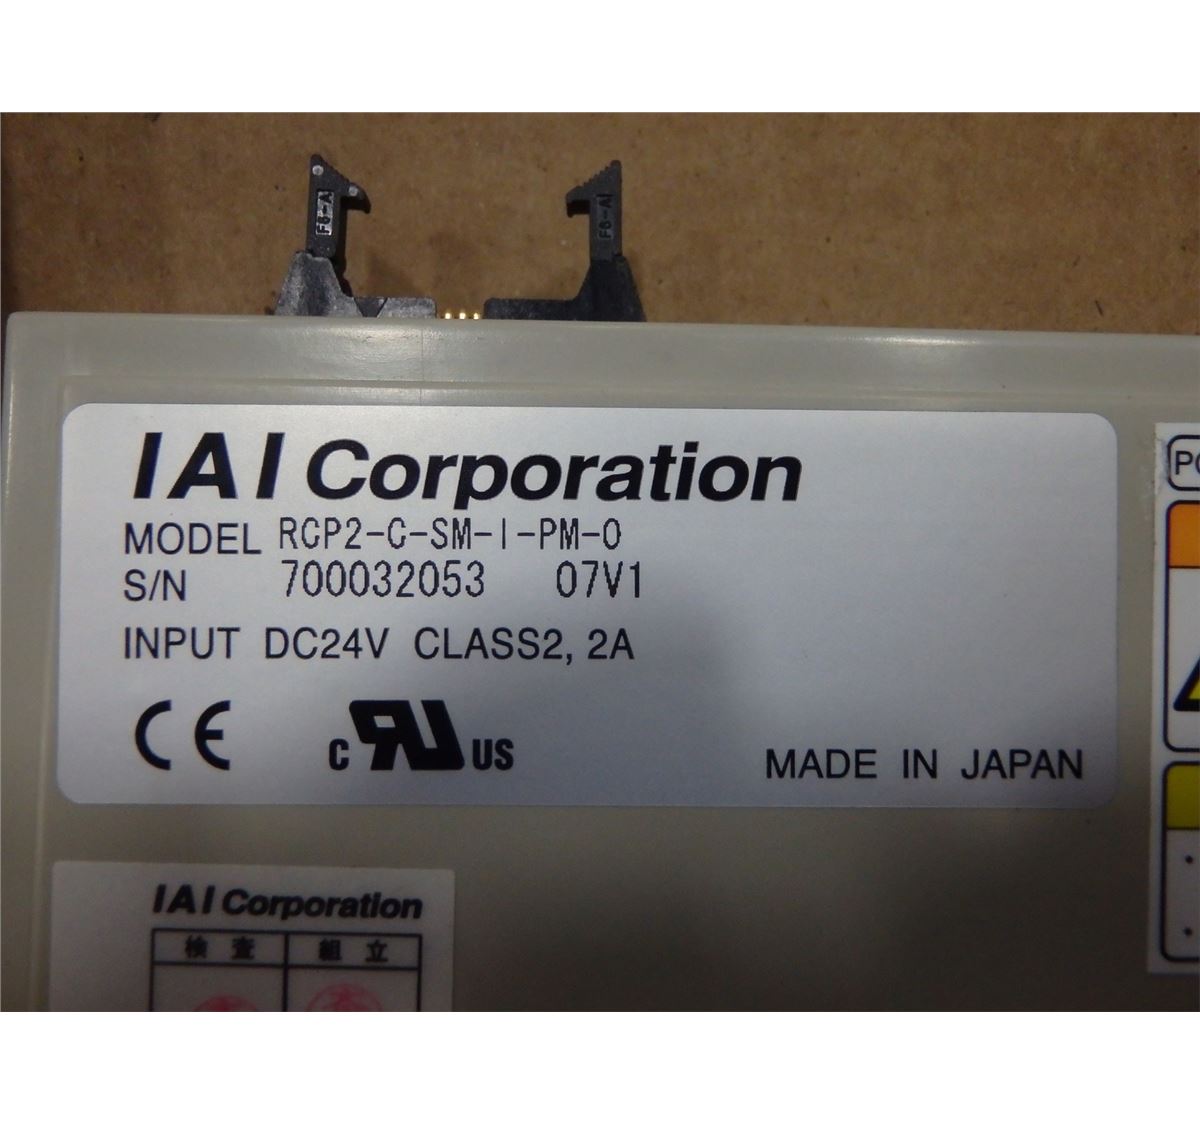 F6-A
F6-A
IAI Corporation
MODEL RCP2-C-SM-I-PM-0
S/N 700032053 07V1
INPUT DC24V CLASS2, 2A
CE c RU US
MADE IN JAPAN
IAI Corporation
検査 組立